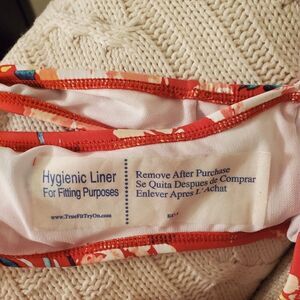 Hygienic Liner
For Fitting Purposes
www.TrueFitTryOn.com
Remove After Purchase
Se Quita Despues de Comprar
Enlever Apres L'Achat